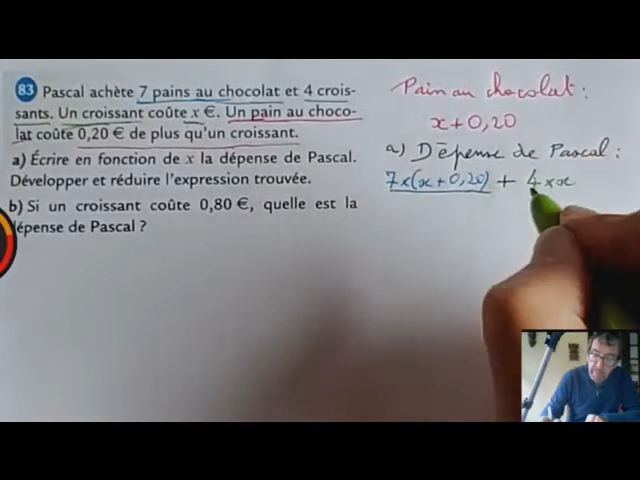 83 Pascal achète 7 pains au chocolat et 4 crois-
sants. Un croissant coûte x €. Un pain au choco-
lat coûte 0,20 € de plus qu'un croissant.
a) Écrire en fonction de x la dépense de Pascal.
Développer et réduire l'expression trouvée.
b) Si un croissant coûte 0,80 €, quelle est la
dépense de Pascal ?
Pain au chocolat :
x + 0,20
a) Dépense de Pascal :
7×(x + 0,20) + 4×x